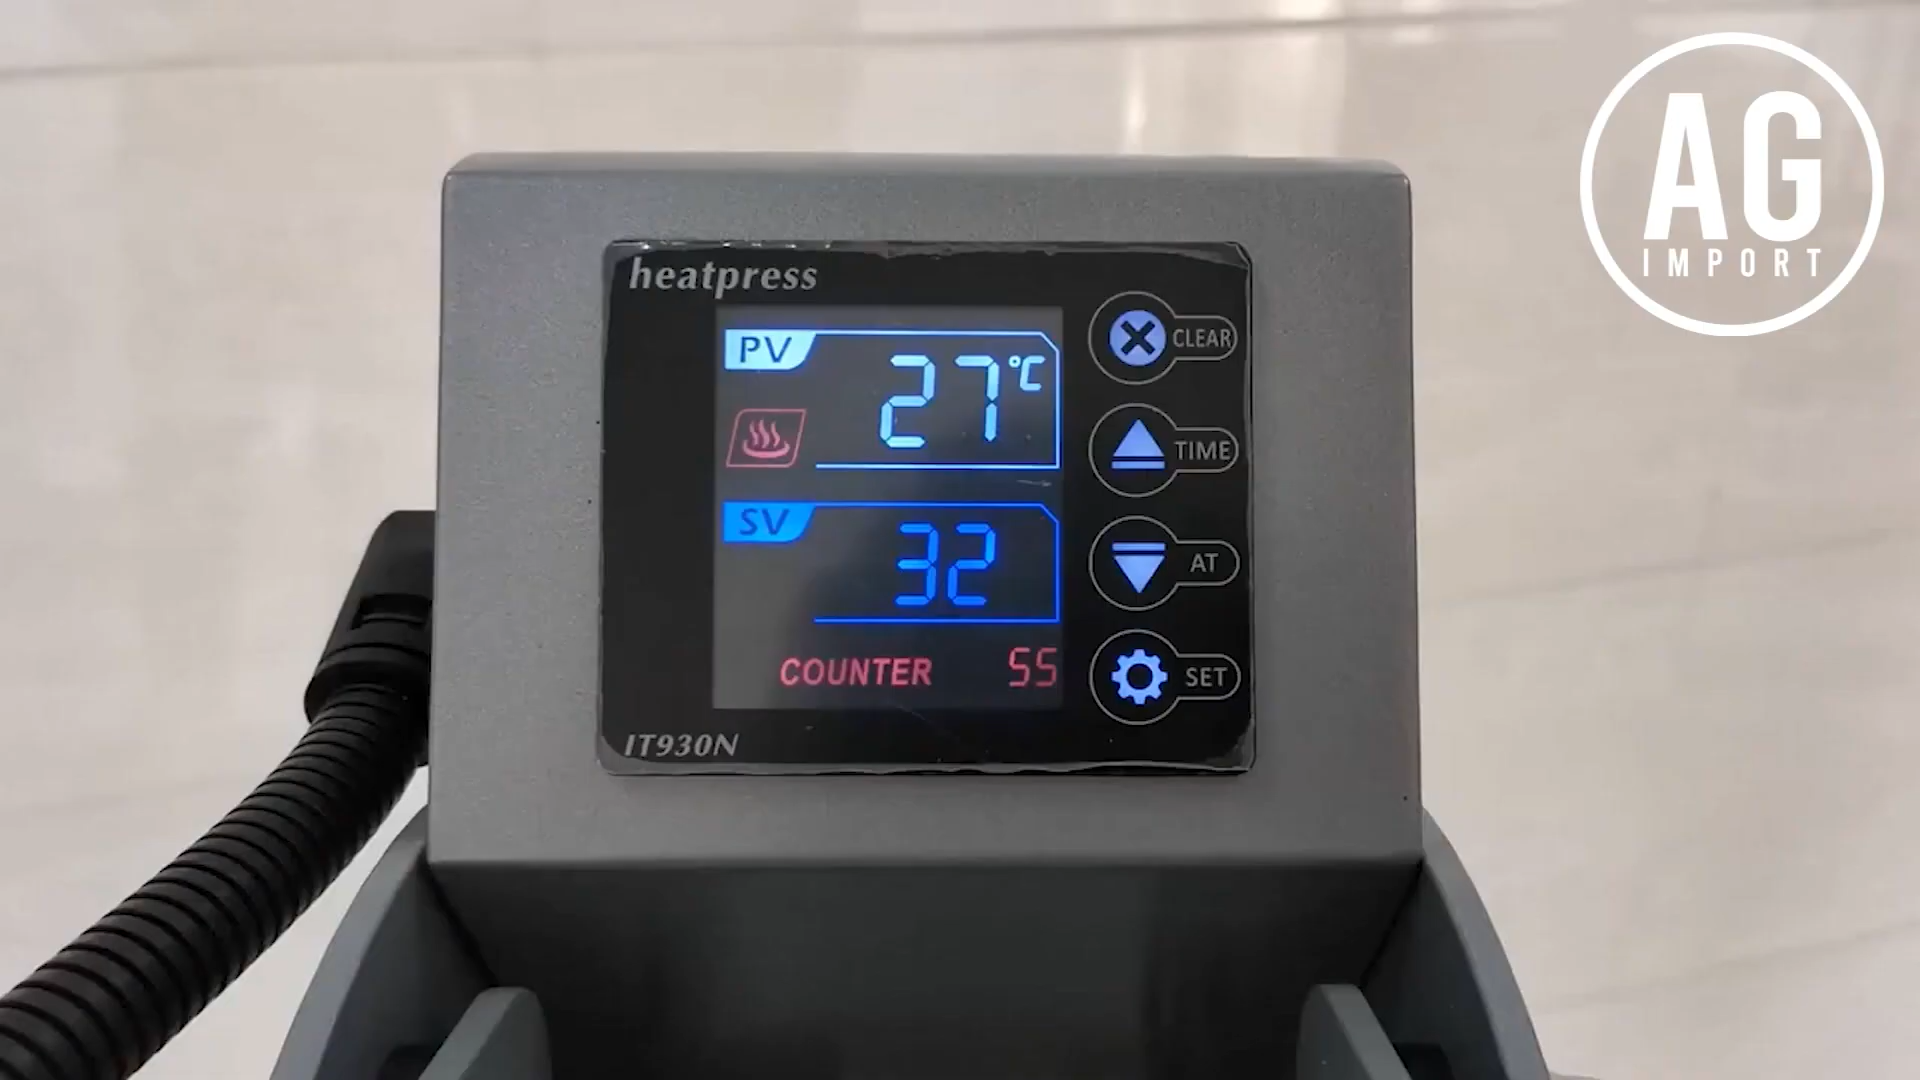 AG
IMPORT
heatpress
PV 27°C
SV 32
COUNTER 55
CLEAR
TIME
AT
SET
IT930N